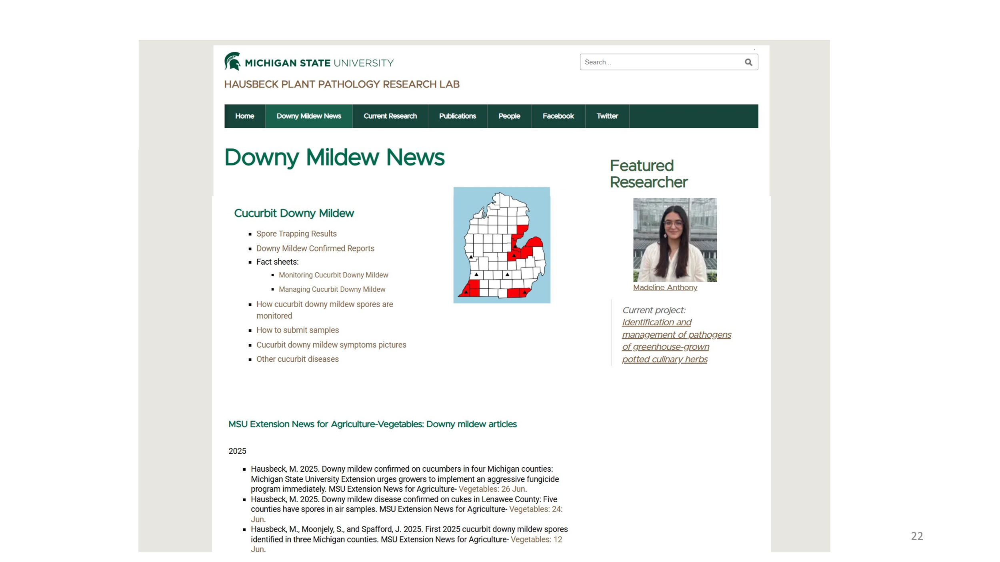 MICHIGAN STATE UNIVERSITY
Search...
HAUSBECK PLANT PATHOLOGY RESEARCH LAB
Home
Downy Mildew News
Current Research
Publications
People
Facebook
Twitter
Downy Mildew News
Cucurbit Downy Mildew
Spore Trapping Results
Downy Mildew Confirmed Reports
Fact sheets:
Monitoring Cucurbit Downy Mildew
Managing Cucurbit Downy Mildew
How cucurbit downy mildew spores are
monitored
How to submit samples
Cucurbit downy mildew symptoms pictures
Other cucurbit diseases
Featured
Researcher
Madeline Anthony
Current project:
Identification and
management of pathogens
of greenhouse-grown
potted culinary herbs
MSU Extension News for Agriculture-Vegetables: Downy mildew articles
2025
Hausbeck, M. 2025. Downy mildew confirmed on cucumbers in four Michigan counties:
Michigan State University Extension urges growers to implement an aggressive fungicide
program immediately. MSU Extension News for Agriculture- Vegetables: 26 Jun.
Hausbeck, M. 2025. Downy mildew disease confirmed on cukes in Lenawee County: Five
counties have spores in air samples. MSU Extension News for Agriculture- Vegetables: 24:
Jun.
Hausbeck, M., Moonjely, S., and Spafford, J. 2025. First 2025 cucurbit downy mildew spores
identified in three Michigan counties. MSU Extension News for Agriculture- Vegetables: 12
Jun.
22